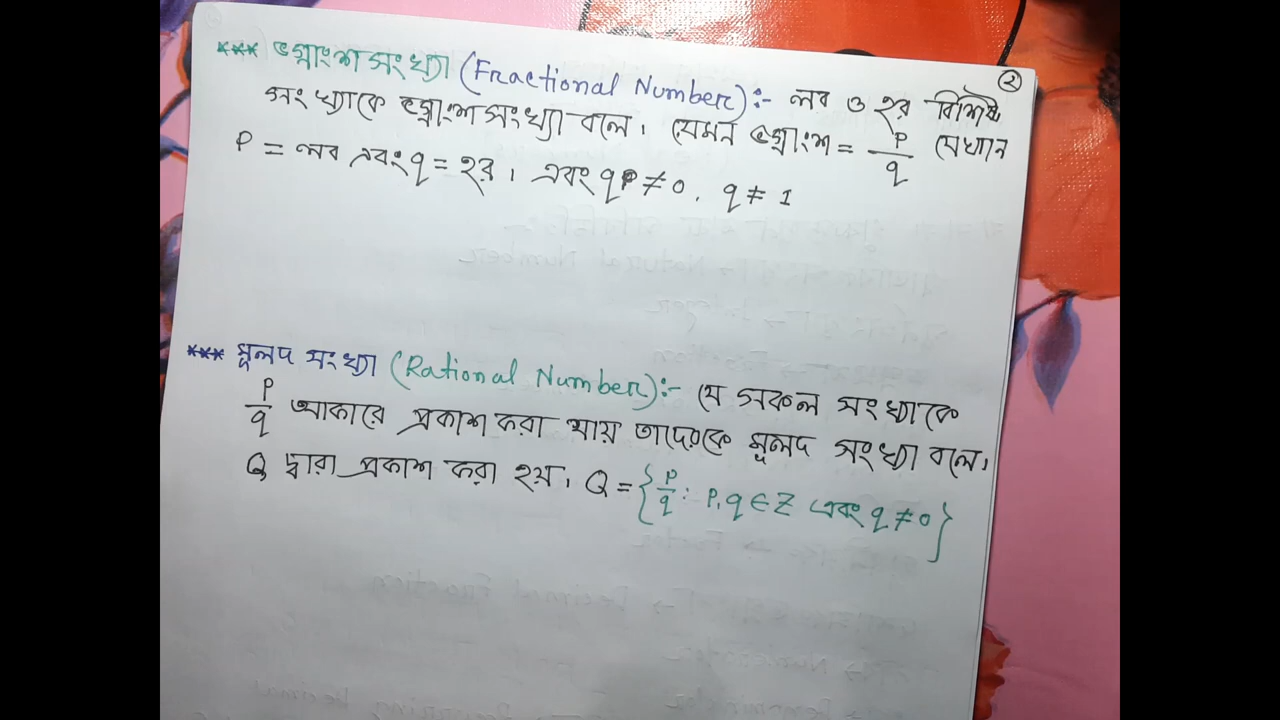 ২
*** ভগ্নাংশ সংখ্যা (Fractional Number):- লব ও হর বিশিষ্ট
সংখ্যাকে ভগ্নাংশ সংখ্যা বলে। যেমন ভগ্নাংশ = P/q যেখানে
P = লব এবং q = হর। এবং q ≠ 0, q ≠ 1
*** মূলদ সংখ্যা (Rational Number):- যে সকল সংখ্যাকে
P/q আকারে প্রকাশ করা যায় তাদেরকে মূলদ সংখ্যা বলে।
Q দ্বারা প্রকাশ করা হয়। Q = {P/q : P, q ∈ Z এবং q ≠ 0}